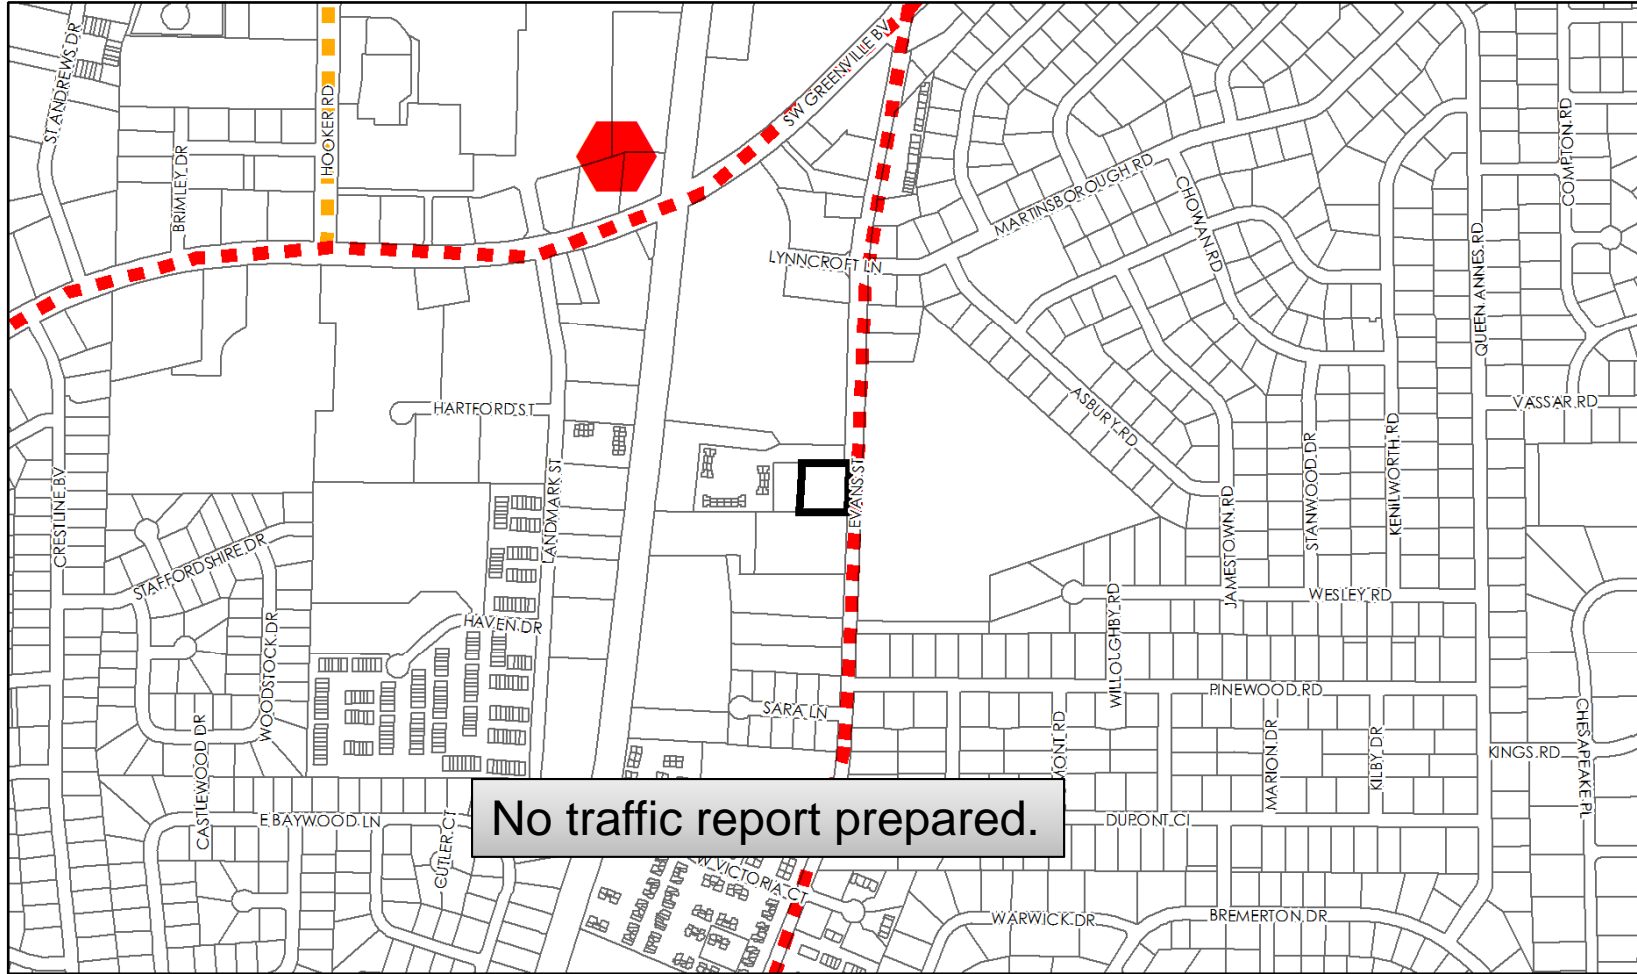 ST ANDREWS DR
HOOKER RD
BRIMLEY DR
SW GREENVILLE BV
MARTINSBOROUGH RD
CHOWAN RD
COMPTON RD
QUEEN ANNES RD
LYNNCROFT LN
HARTFORD ST
ASBURY RD
VASSAR RD
CRESTLINE BV
LANDMARK ST
EVANS ST
JAMESTOWN RD
STANWOOD DR
KENILWORTH RD
STAFFORDSHIRE DR
WOODSTOCK DR
HAVEN DR
WILLOUGHBY RD
WESLEY RD
PINEWOOD RD
SARA LN
CASTLEWOOD DR
MONT RD
MARION DR
KILBY DR
KINGS RD
CHESAPEAKE PL
E BAYWOOD LN
CUTLER CT
No traffic report prepared.
DUPONT CI
W VICTORIA CT
WARWICK DR
BREMERTON DR